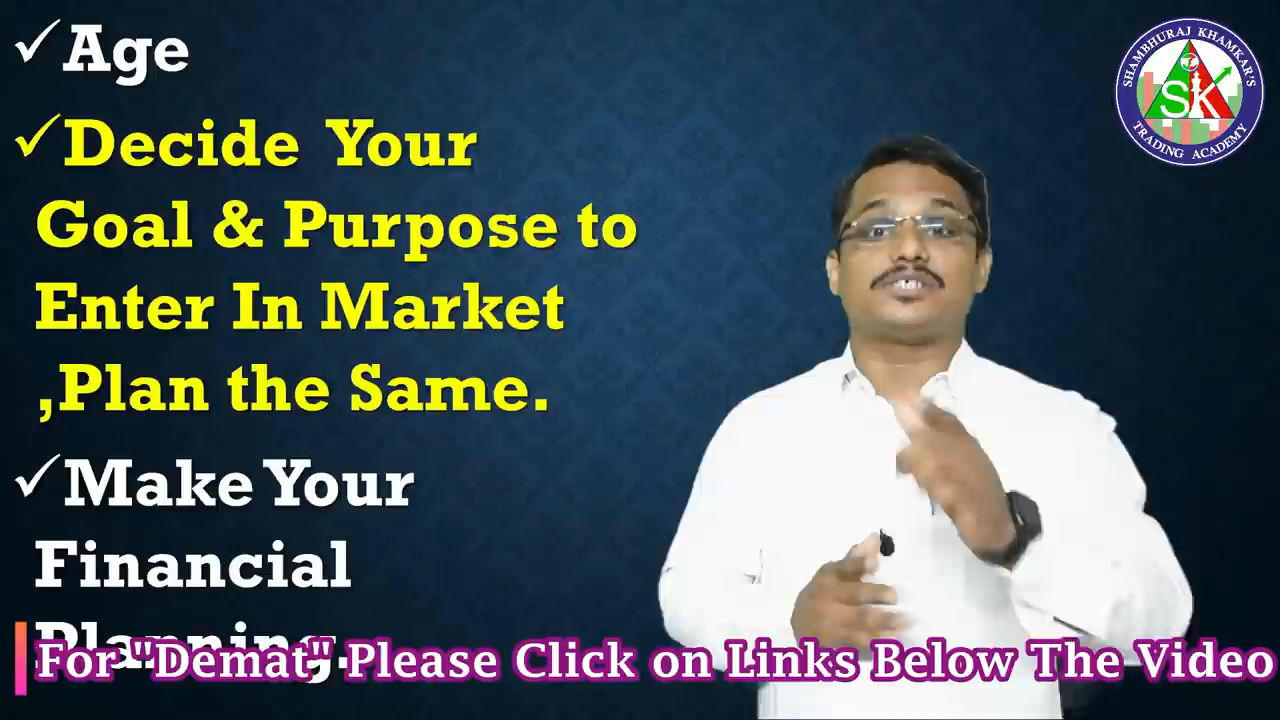 ✓Age
✓Decide Your
Goal & Purpose to
Enter In Market
,Plan the Same.
✓Make Your
Financial
Planning.
For "Demat" Please Click on Links Below The Video
SHAMBHURAJ KHAMKAR'S
SK
TRADING ACADEMY